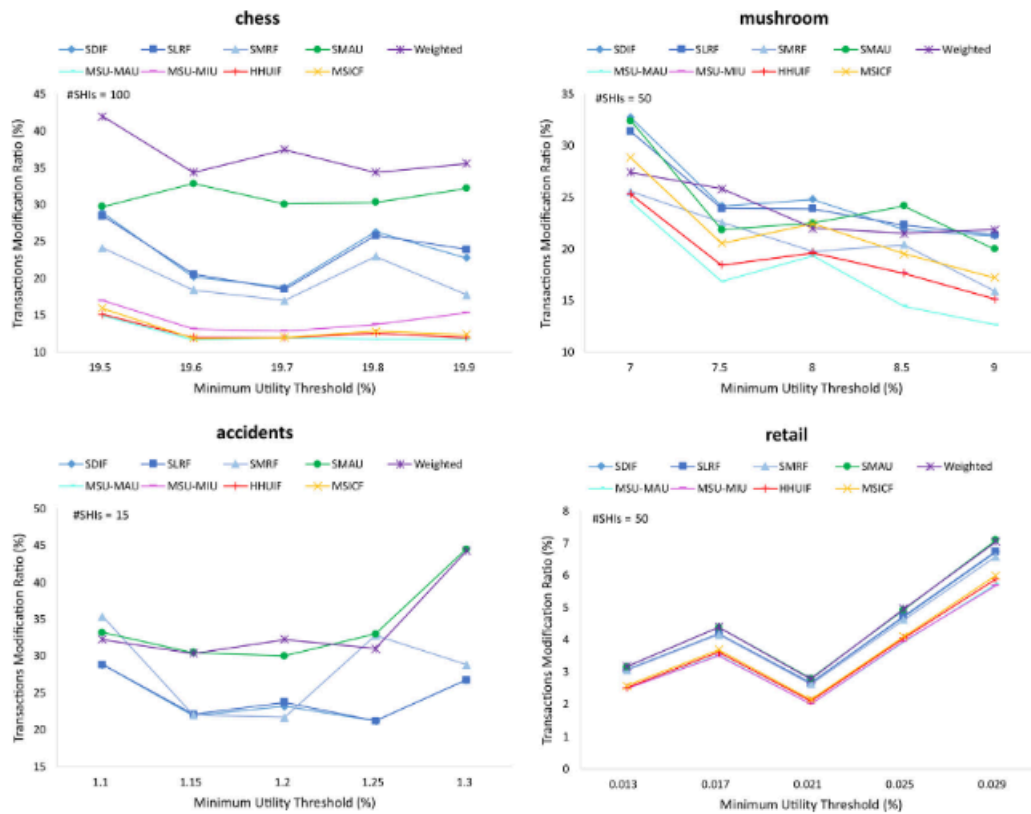 chess
SDIF SLRF SMRF SMAU Weighted
MSU-MAU MSU-MIU HHUIF MSICF
#SHIs = 100
Transactions Modification Ratio (%)
45
40
35
30
25
20
15
10
19.5 19.6 19.7 19.8 19.9
Minimum Utility Threshold (%)
mushroom
SDIF SLRF SMRF SMAU Weighted
MSU-MAU MSU-MIU HHUIF MSICF
#SHIs = 50
Transactions Modification Ratio (%)
35
30
25
20
15
10
7 7.5 8 8.5 9
Minimum Utility Threshold (%)
accidents
SDIF SLRF SMRF SMAU Weighted
MSU-MAU MSU-MIU HHUIF MSICF
#SHIs = 15
Transactions Modification Ratio (%)
50
45
40
35
30
25
20
15
1.1 1.15 1.2 1.25 1.3
Minimum Utility Threshold (%)
retail
SDIF SLRF SMRF SMAU Weighted
MSU-MAU MSU-MIU HHUIF MSICF
#SHIs = 50
Transactions Modification Ratio (%)
8
7
6
5
4
3
2
1
0
0.013 0.017 0.021 0.025 0.029
Minimum Utility Threshold (%)